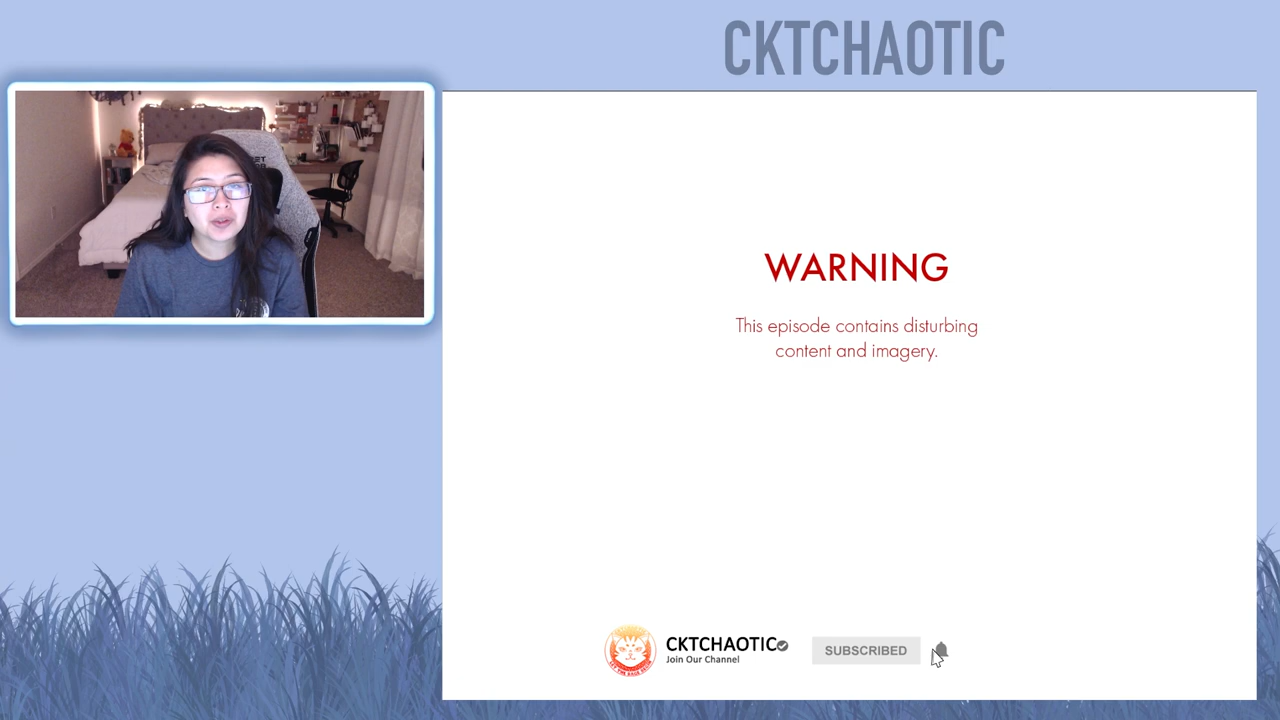 CKTCHAOTIC
WARNING
This episode contains disturbing
content and imagery.
CKTCHAOTIC
Join Our Channel
SUBSCRIBED